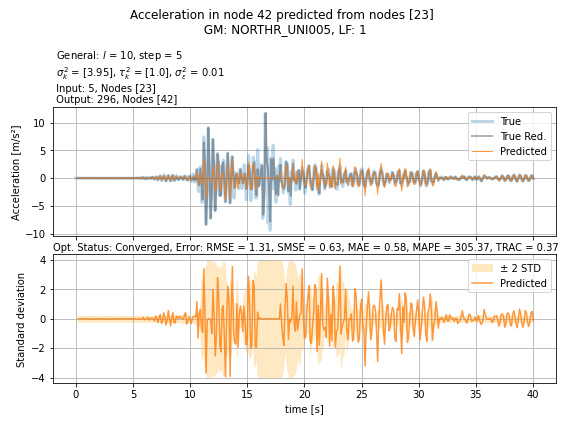 Acceleration in node 42 predicted from nodes [23]
GM: NORTHR_UNI005, LF: 1
General: l = 10, step = 5
σ²ₖ = [3.95], τ²ₖ = [1.0], σ²ε = 0.01
Input: 5, Nodes [23]
Output: 296, Nodes [42]
True
True Red.
Predicted
Acceleration [m/s²]
10
5
0
−5
−10
Opt. Status: Converged, Error: RMSE = 1.31, SMSE = 0.63, MAE = 0.58, MAPE = 305.37, TRAC = 0.37
± 2 STD
Predicted
Standard deviation
4
2
0
−2
−4
0 5 10 15 20 25 30 35 40
time [s]